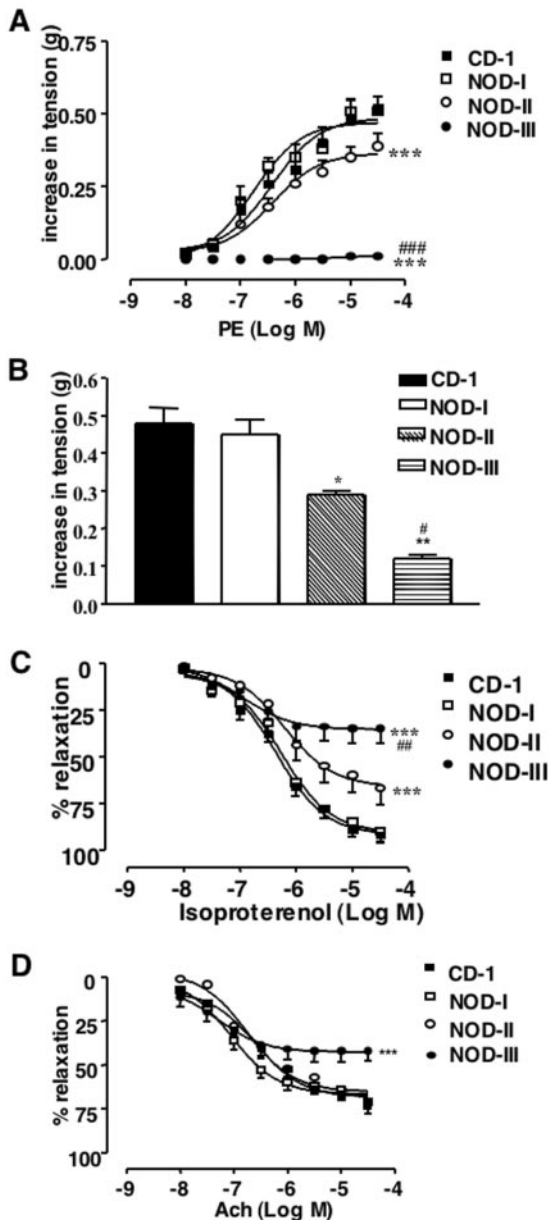 A
increase in tension (g)
0.75
0.50
0.25
0.00
CD-1
NOD-I
NOD-II
NOD-III
***
###
***
-9 -8 -7 -6 -5 -4
PE (Log M)
B
increase in tension (g)
0.6
0.5
0.4
0.3
0.2
0.1
0.0
*
#
**
CD-1
NOD-I
NOD-II
NOD-III
C
% relaxation
0
25
50
75
100
***
##
***
CD-1
NOD-I
NOD-II
NOD-III
-9 -8 -7 -6 -5 -4
Isoproterenol (Log M)
D
% relaxation
0
25
50
75
100
***
CD-1
NOD-I
NOD-II
NOD-III
-9 -8 -7 -6 -5 -4
Ach (Log M)